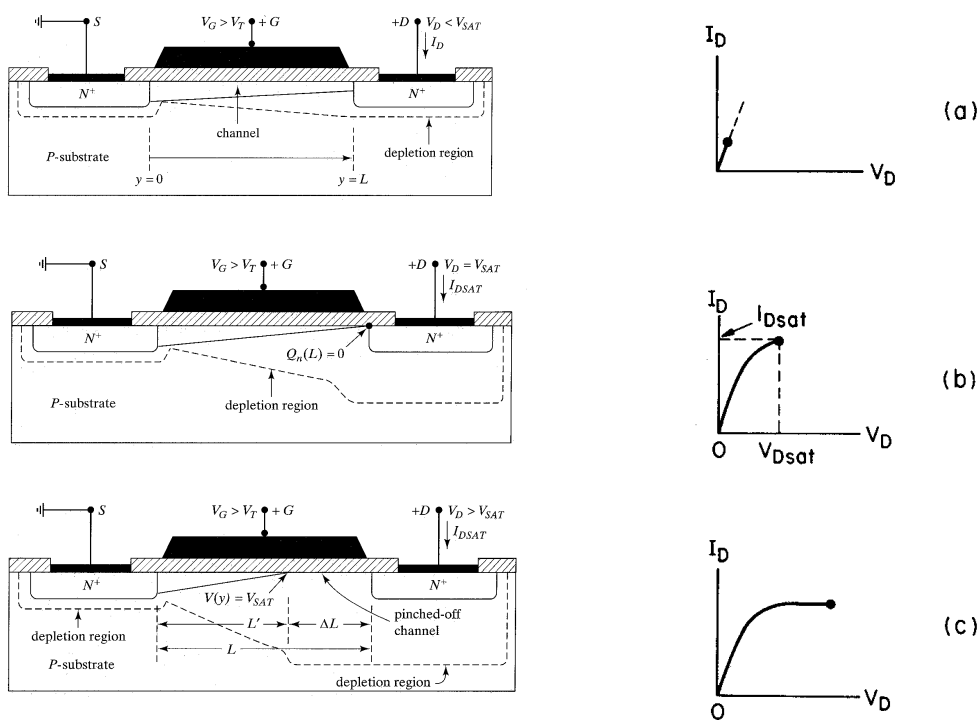 S
V_G > V_T + G
+D V_D < V_SAT
I_D
N+
N+
channel
depletion region
P-substrate
y = 0
y = L
I_D
V_D
(a)
S
V_G > V_T + G
+D V_D = V_SAT
I_DSAT
N+
N+
Q_n(L) = 0
depletion region
P-substrate
I_D
I_Dsat
O
V_Dsat
V_D
(b)
S
V_G > V_T + G
+D V_D > V_SAT
I_DSAT
N+
N+
V(y) = V_SAT
pinched-off
channel
L′
ΔL
L
depletion region
P-substrate
depletion region
I_D
O
V_D
(c)